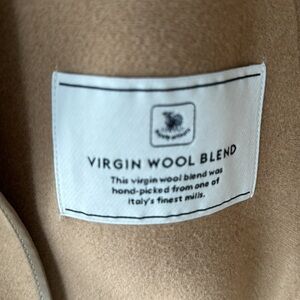 VIRGIN WOOL BLEND
This virgin wool blend was
hand-picked from one of
Italy's finest mills.